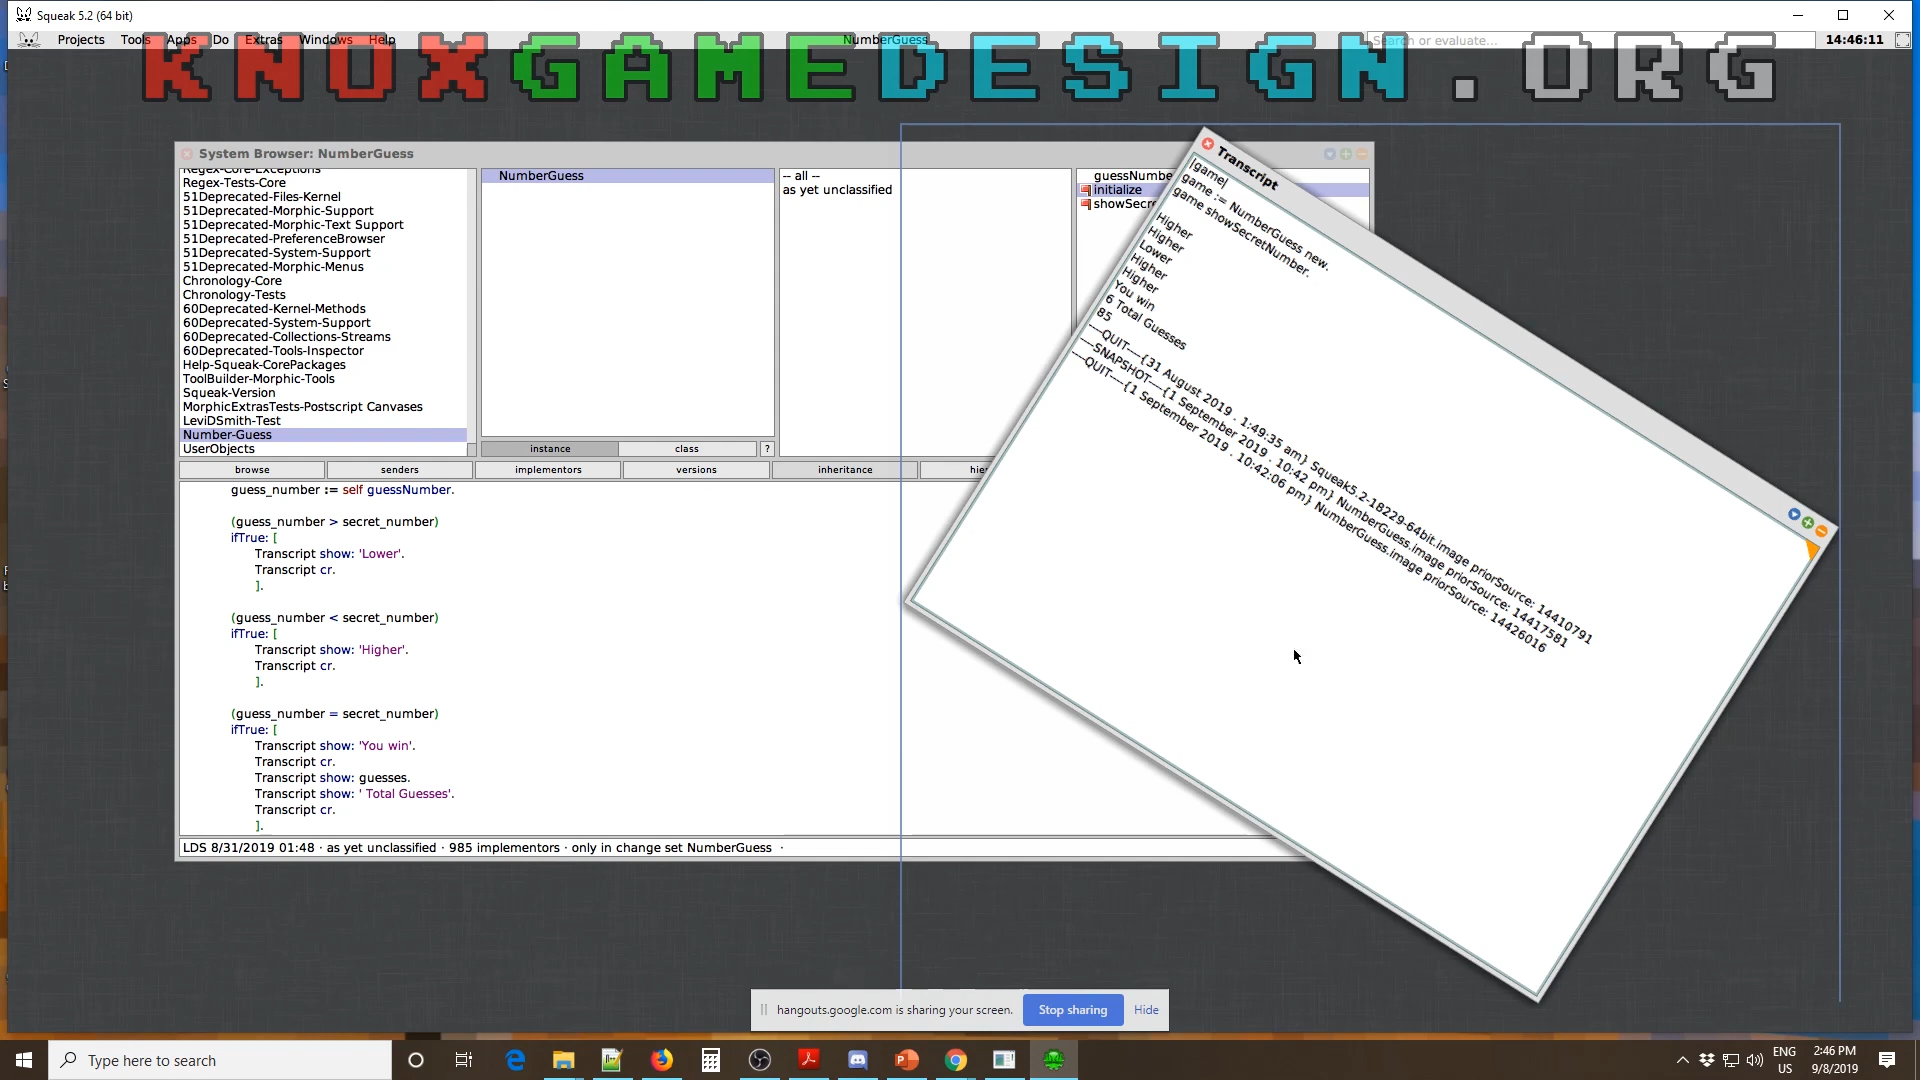 Squeak 5.2 (64 bit)
Projects Tools Apps Do Extras Windows Help
NumberGuess
Search or evaluate...
14:46:11
KNOXGAMEDESIGN.ORG
System Browser: NumberGuess
Regex-Core-Exceptions
Regex-Tests-Core
51Deprecated-Files-Kernel
51Deprecated-Morphic-Support
51Deprecated-Morphic-Text Support
51Deprecated-PreferenceBrowser
51Deprecated-System-Support
51Deprecated-Morphic-Menus
Chronology-Core
Chronology-Tests
60Deprecated-Kernel-Methods
60Deprecated-System-Support
60Deprecated-Collections-Streams
60Deprecated-Tools-Inspector
Help-Squeak-CorePackages
ToolBuilder-Morphic-Tools
Squeak-Version
MorphicExtrasTests-Postscript Canvases
LeviDSmith-Test
Number-Guess
UserObjects
NumberGuess
instance class ?
-- all --
as yet unclassified
guessNumbe
initialize
showSecre
browse senders implementors versions inheritance hie
guess_number := self guessNumber.
(guess_number > secret_number)
ifTrue: [
Transcript show: 'Lower'.
Transcript cr.
].
(guess_number < secret_number)
ifTrue: [
Transcript show: 'Higher'.
Transcript cr.
].
(guess_number = secret_number)
ifTrue: [
Transcript show: 'You win'.
Transcript cr.
Transcript show: guesses.
Transcript show: ' Total Guesses'.
Transcript cr.
].
LDS 8/31/2019 01:48 · as yet unclassified · 985 implementors · only in change set NumberGuess ·
Transcript
|game|
game := NumberGuess new.
game showSecretNumber.
Higher
Higher
Lower
Higher
Higher
You win
6 Total Guesses
85
----QUIT----{31 August 2019 . 1:49:35 am} Squeak5.2-18229-64bit.image priorSource: 14410791
----SNAPSHOT----{1 September 2019 . 10:42 pm} NumberGuess.image priorSource: 14417581
----QUIT----{1 September 2019 . 10:42:06 pm} NumberGuess.image priorSource: 14426016
hangouts.google.com is sharing your screen. Stop sharing Hide
Type here to search
ENG
US
2:46 PM
9/8/2019